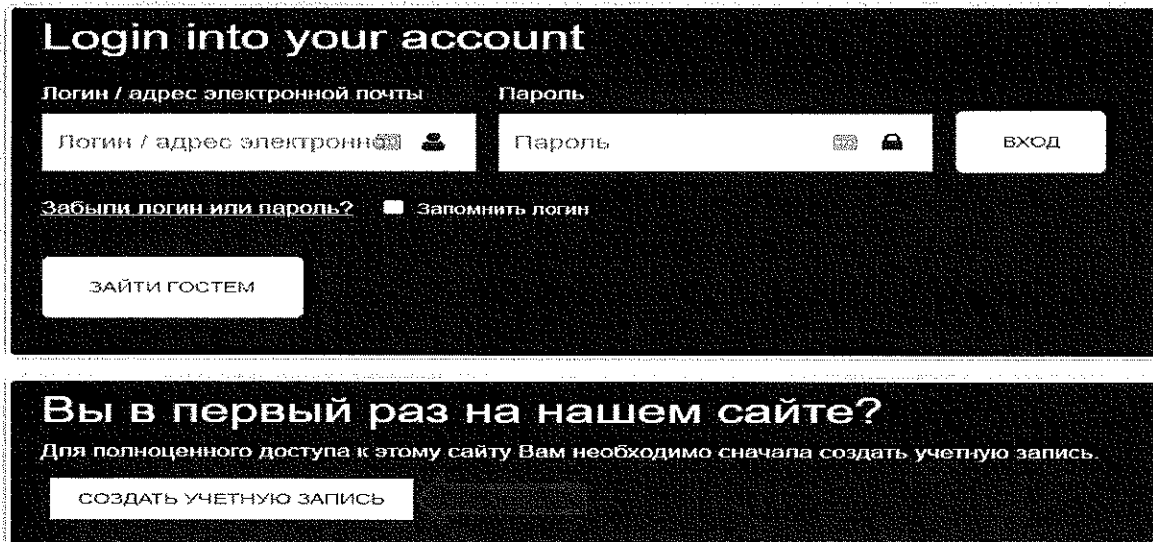 Login into your account
Логин / адрес электронной почты Пароль
Логин / адрес электронно Пароль ВХОД
Забыли логин или пароль? Запомнить логин
ЗАЙТИ ГОСТЕМ
Вы в первый раз на нашем сайте?
Для полноценного доступа к этому сайту Вам необходимо сначала создать учетную запись.
СОЗДАТЬ УЧЕТНУЮ ЗАПИСЬ